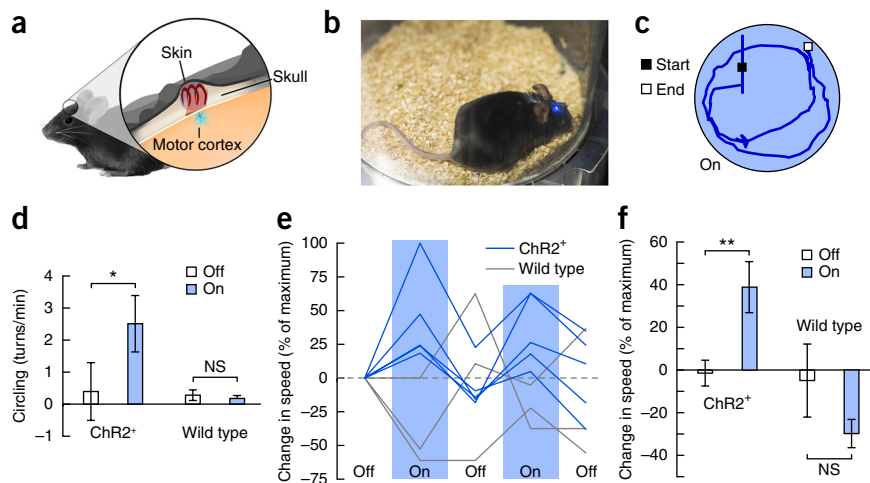 a
Skin
Skull
Motor cortex
b
c
Start
End
On
d
Circling (turns/min)
4
3
2
1
0
–1
*
Off
On
NS
ChR2+
Wild type
e
Change in speed (% of maximum)
100
75
50
25
0
–25
–50
–75
ChR2+
Wild type
Off
On
Off
On
Off
f
Change in speed (% of maximum)
60
40
20
0
–20
–40
**
Off
On
Wild type
ChR2+
NS